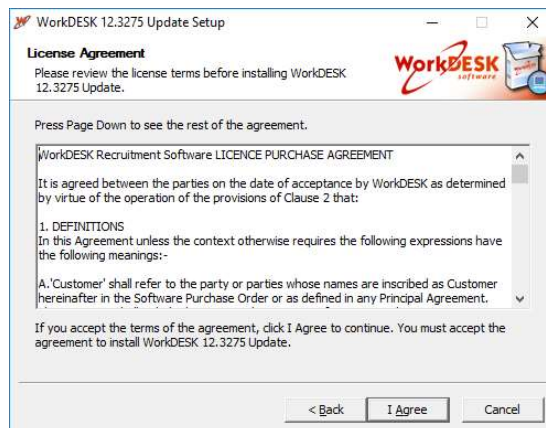 WorkDESK 12.3275 Update Setup
License Agreement
Please review the license terms before installing WorkDESK
12.3275 Update.
WorkDESK
software
Press Page Down to see the rest of the agreement.
WorkDESK Recruitment Software LICENCE PURCHASE AGREEMENT
It is agreed between the parties on the date of acceptance by WorkDESK as determined
by virtue of the operation of the provisions of Clause 2 that:
1. DEFINITIONS
In this Agreement unless the context otherwise requires the following expressions have
the following meanings:-
A.'Customer' shall refer to the party or parties whose names are inscribed as Customer
hereinafter in the Software Purchase Order or as defined in any Principal Agreement.
If you accept the terms of the agreement, click I Agree to continue. You must accept the
agreement to install WorkDESK 12.3275 Update.
< Back
I Agree
Cancel